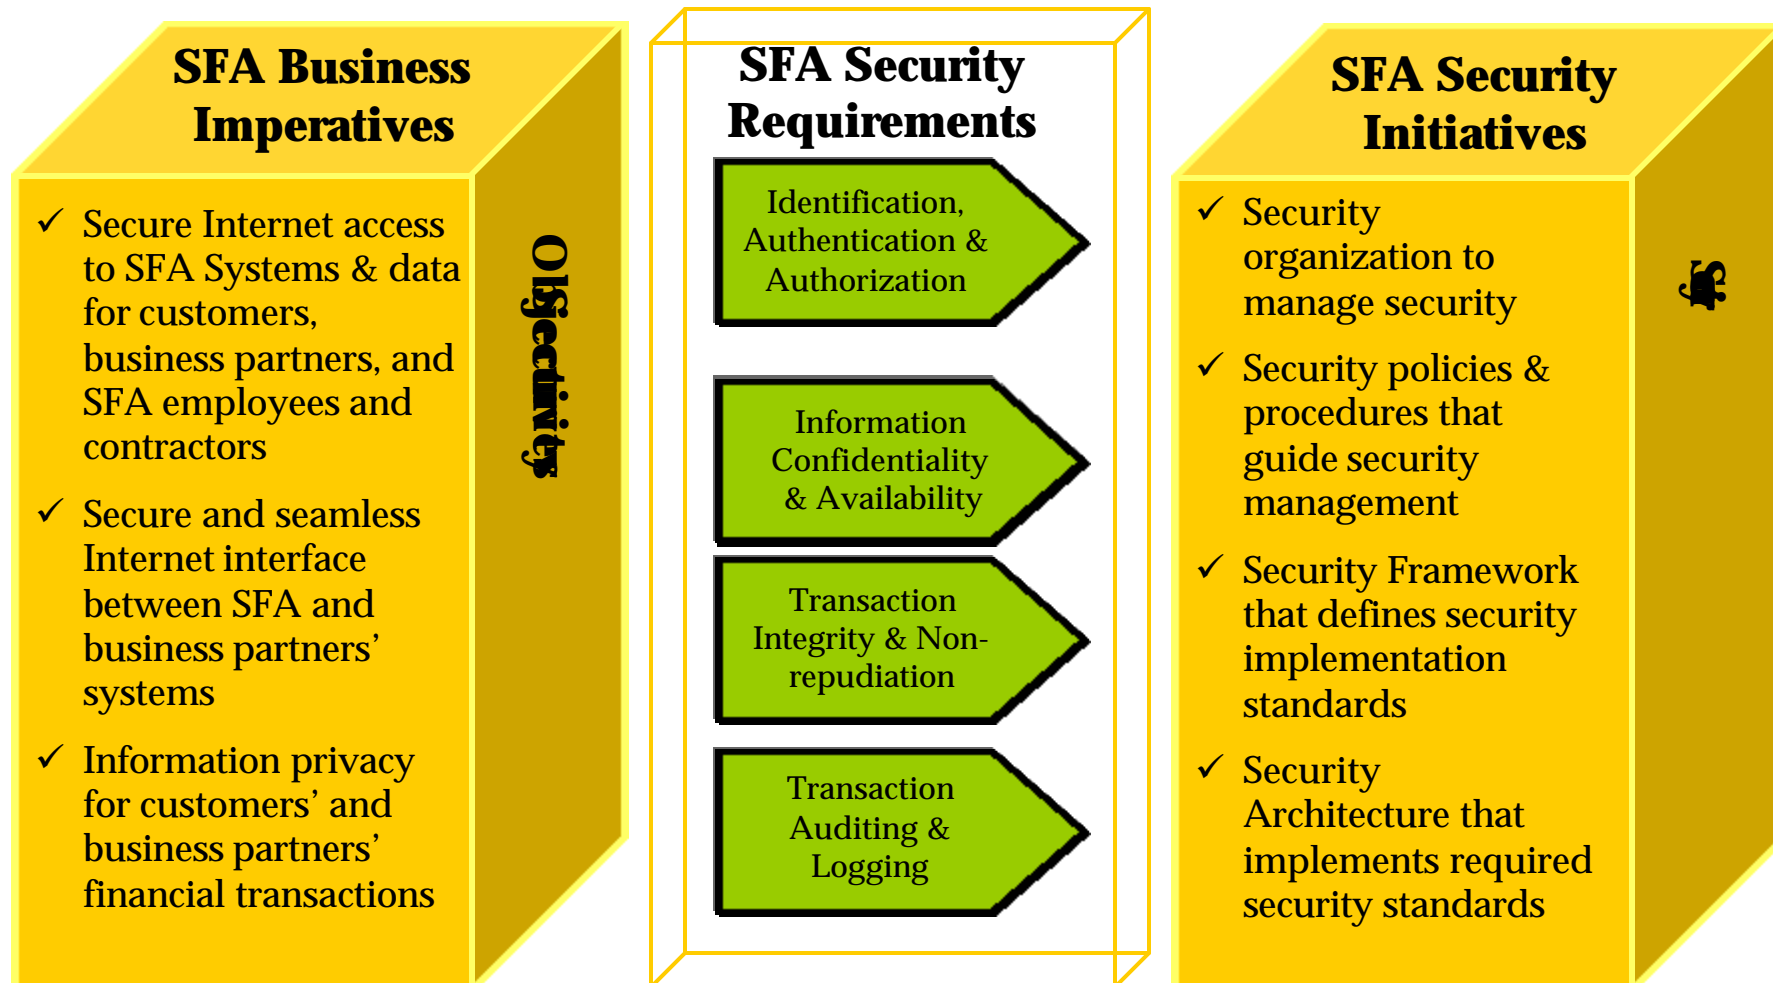 SFA Business
Imperatives
✓ Secure Internet access
to SFA Systems & data
for customers,
business partners, and
SFA employees and
contractors
✓ Secure and seamless
Internet interface
between SFA and
business partners’
systems
✓ Information privacy
for customers’ and
business partners’
financial transactions
SFA Security
Requirements
Identification,
Authentication &
Authorization
Information
Confidentiality
& Availability
Transaction
Integrity & Non-
repudiation
Transaction
Auditing &
Logging
SFA Security
Initiatives
✓ Security
organization to
manage security
✓ Security policies &
procedures that
guide security
management
✓ Security Framework
that defines security
implementation
standards
✓ Security
Architecture that
implements required
security standards